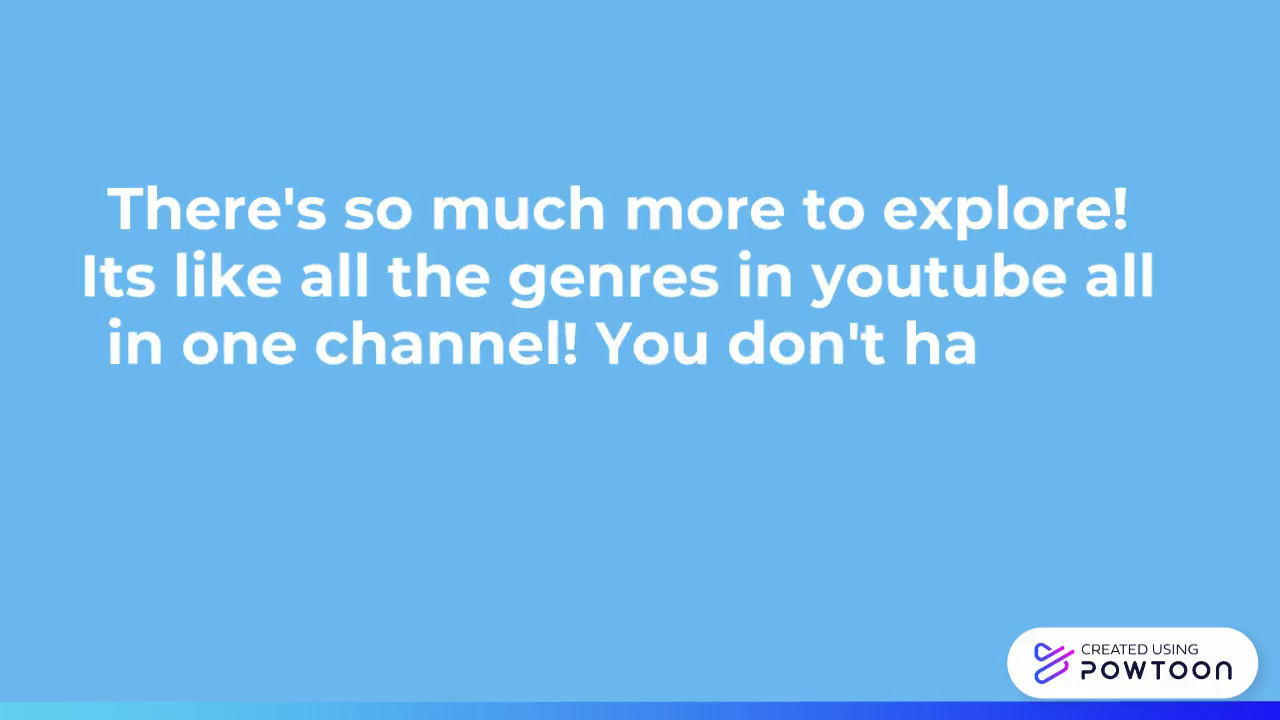 There's so much more to explore!
Its like all the genres in youtube all
in one channel! You don't ha
CREATED USING
POWTOON